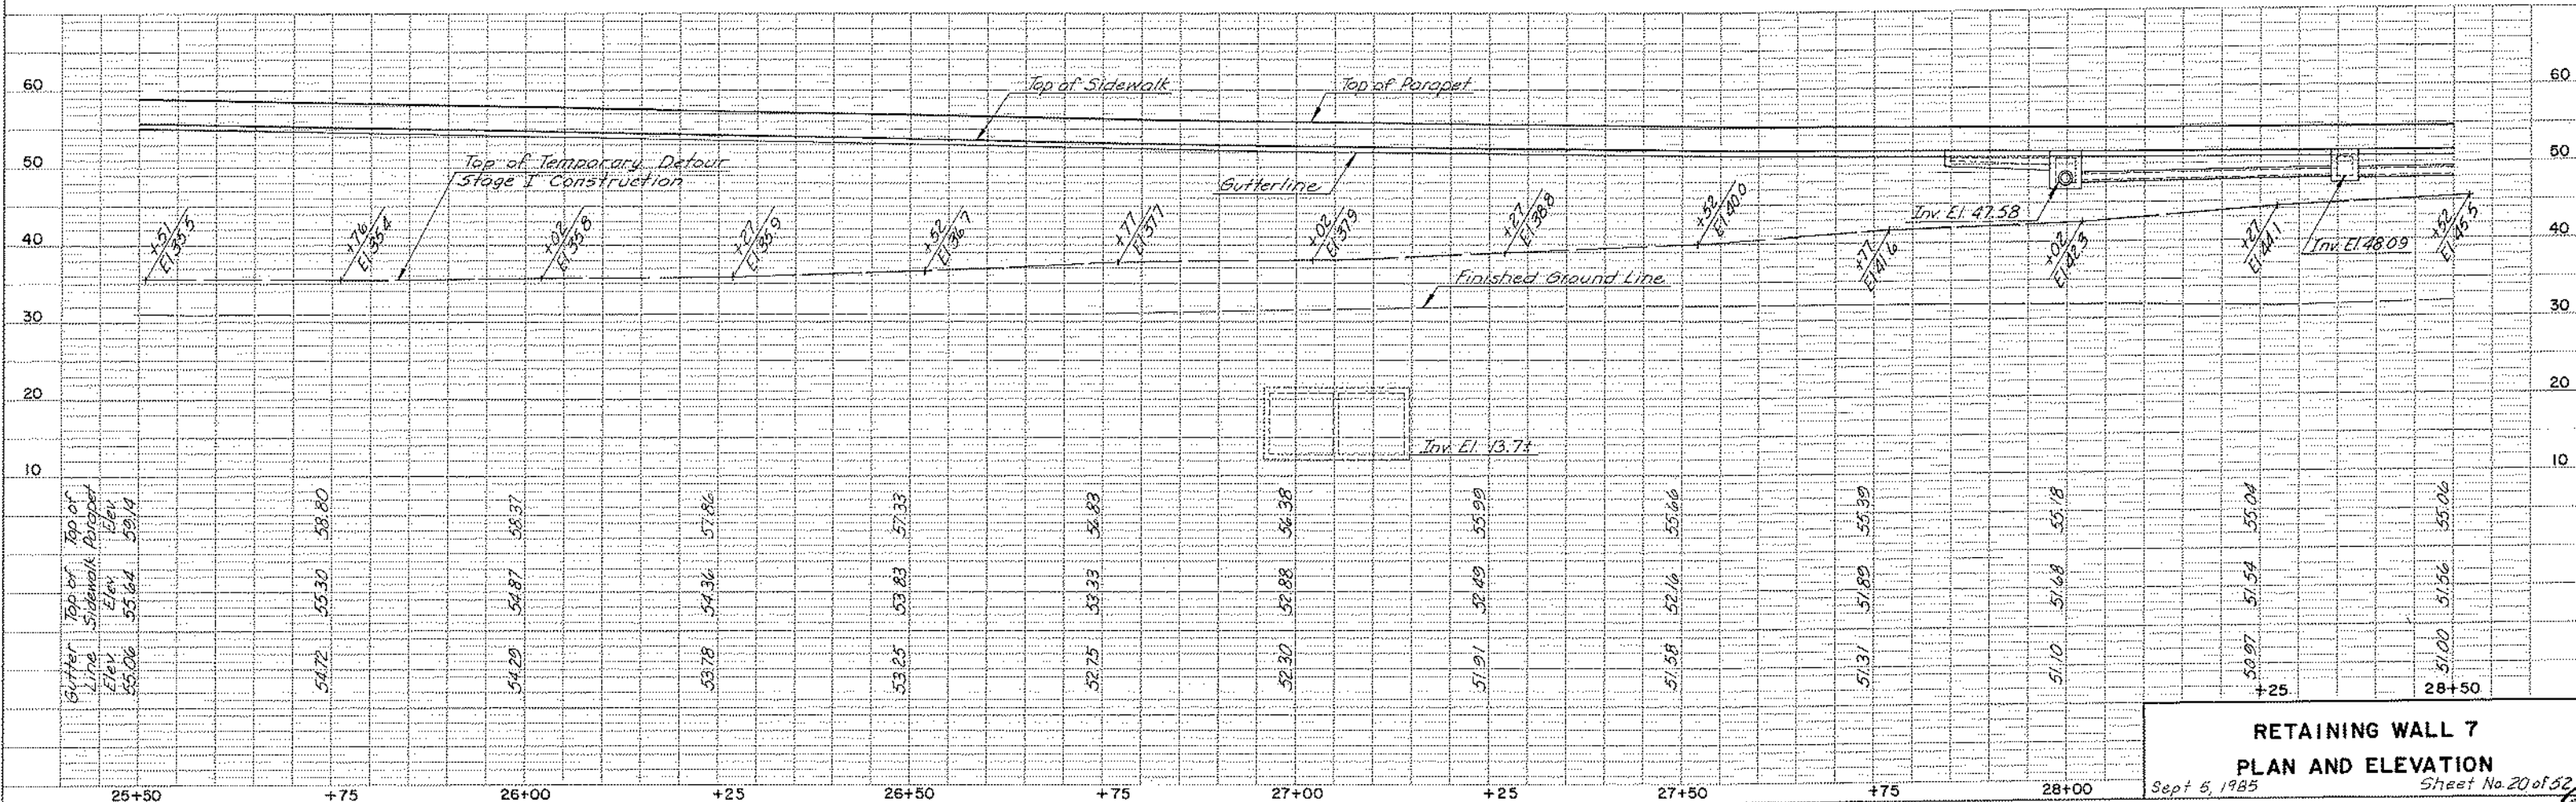 60
50
40
30
20
10
60
50
40
30
20
10
Top of Sidewalk
Top of Parapet
Top of Temporary Detour
Stage I Construction
Gutterline
Inv. El. 47.58
Inv. El 48.09
Finished Ground Line
Inv. El. 13.7±
+51
El. 35.5
+76
El. 35.4
+02
El. 35.8
+27
El. 35.9
+52
El. 36.7
+77
El. 37.7
+02
El. 37.9
+27
El. 38.8
+52
El. 40.0
+77
El. 41.6
+02
El. 42.3
+27
El. 44.1
+52
El. 45.5
Top of
Parapet
Elev.
59.14
58.80
58.37
57.86
57.33
56.83
56.38
55.99
55.66
55.39
55.18
55.04
55.06
Top of
Sidewalk
Elev.
55.64
55.30
54.87
54.36
53.83
53.33
52.88
52.49
52.16
51.89
51.68
51.54
51.56
Gutter
Line
Elev.
55.06
54.72
54.29
53.78
53.25
52.75
52.30
51.91
51.58
51.31
51.10
50.97
51.00
+25
28+50
25+50
+75
26+00
+25
26+50
+75
27+00
+25
27+50
+75
28+00
RETAINING WALL 7
PLAN AND ELEVATION
Sept 5, 1985
Sheet No. 20 of 52